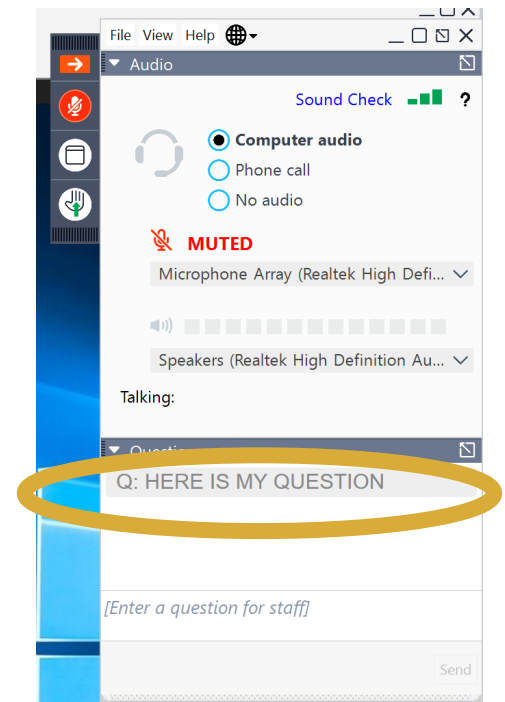 File View Help
Audio
Sound Check ?
Computer audio
Phone call
No audio
MUTED
Microphone Array (Realtek High Defi...
Speakers (Realtek High Definition Au...
Talking:
Q: HERE IS MY QUESTION
[Enter a question for staff]
Send